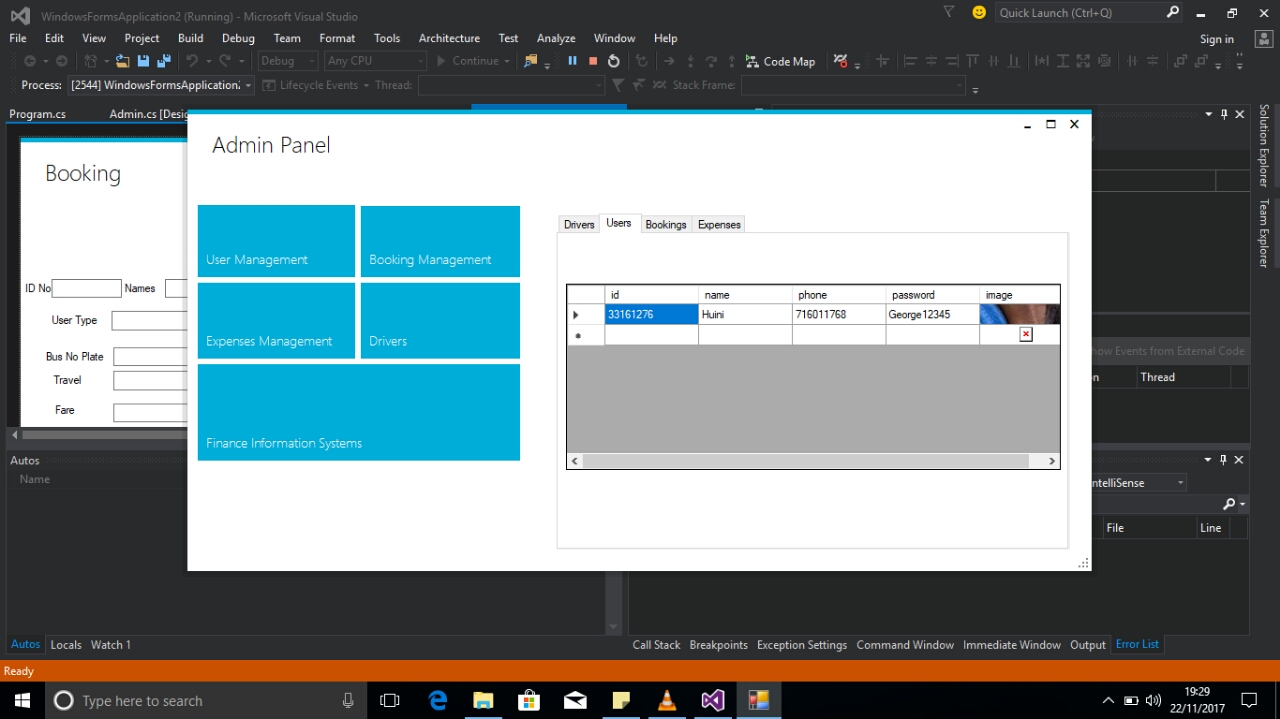 WindowsFormsApplication2 (Running) - Microsoft Visual Studio
Quick Launch (Ctrl+Q)
File Edit View Project Build Debug Team Format Tools Architecture Test Analyze Window Help
Sign in
Debug Any CPU Continue Code Map
Process: [2544] WindowsFormsApplication Lifecycle Events Thread: Stack Frame:
Program.cs Admin.cs [Desig
Solution Explorer
Team Explorer
Booking
ID No Names
User Type
Bus No Plate
Travel
Fare
Admin Panel
User Management
Booking Management
Expenses Management
Drivers
Finance Information Systems
Drivers Users Bookings Expenses
id name phone password image
33161276 Huini 716011768 George12345
how Events from External Code
on Thread
Autos
Name
ntelliSense
File Line
Autos Locals Watch 1
Call Stack Breakpoints Exception Settings Command Window Immediate Window Output Error List
Ready
Type here to search
19:29
22/11/2017